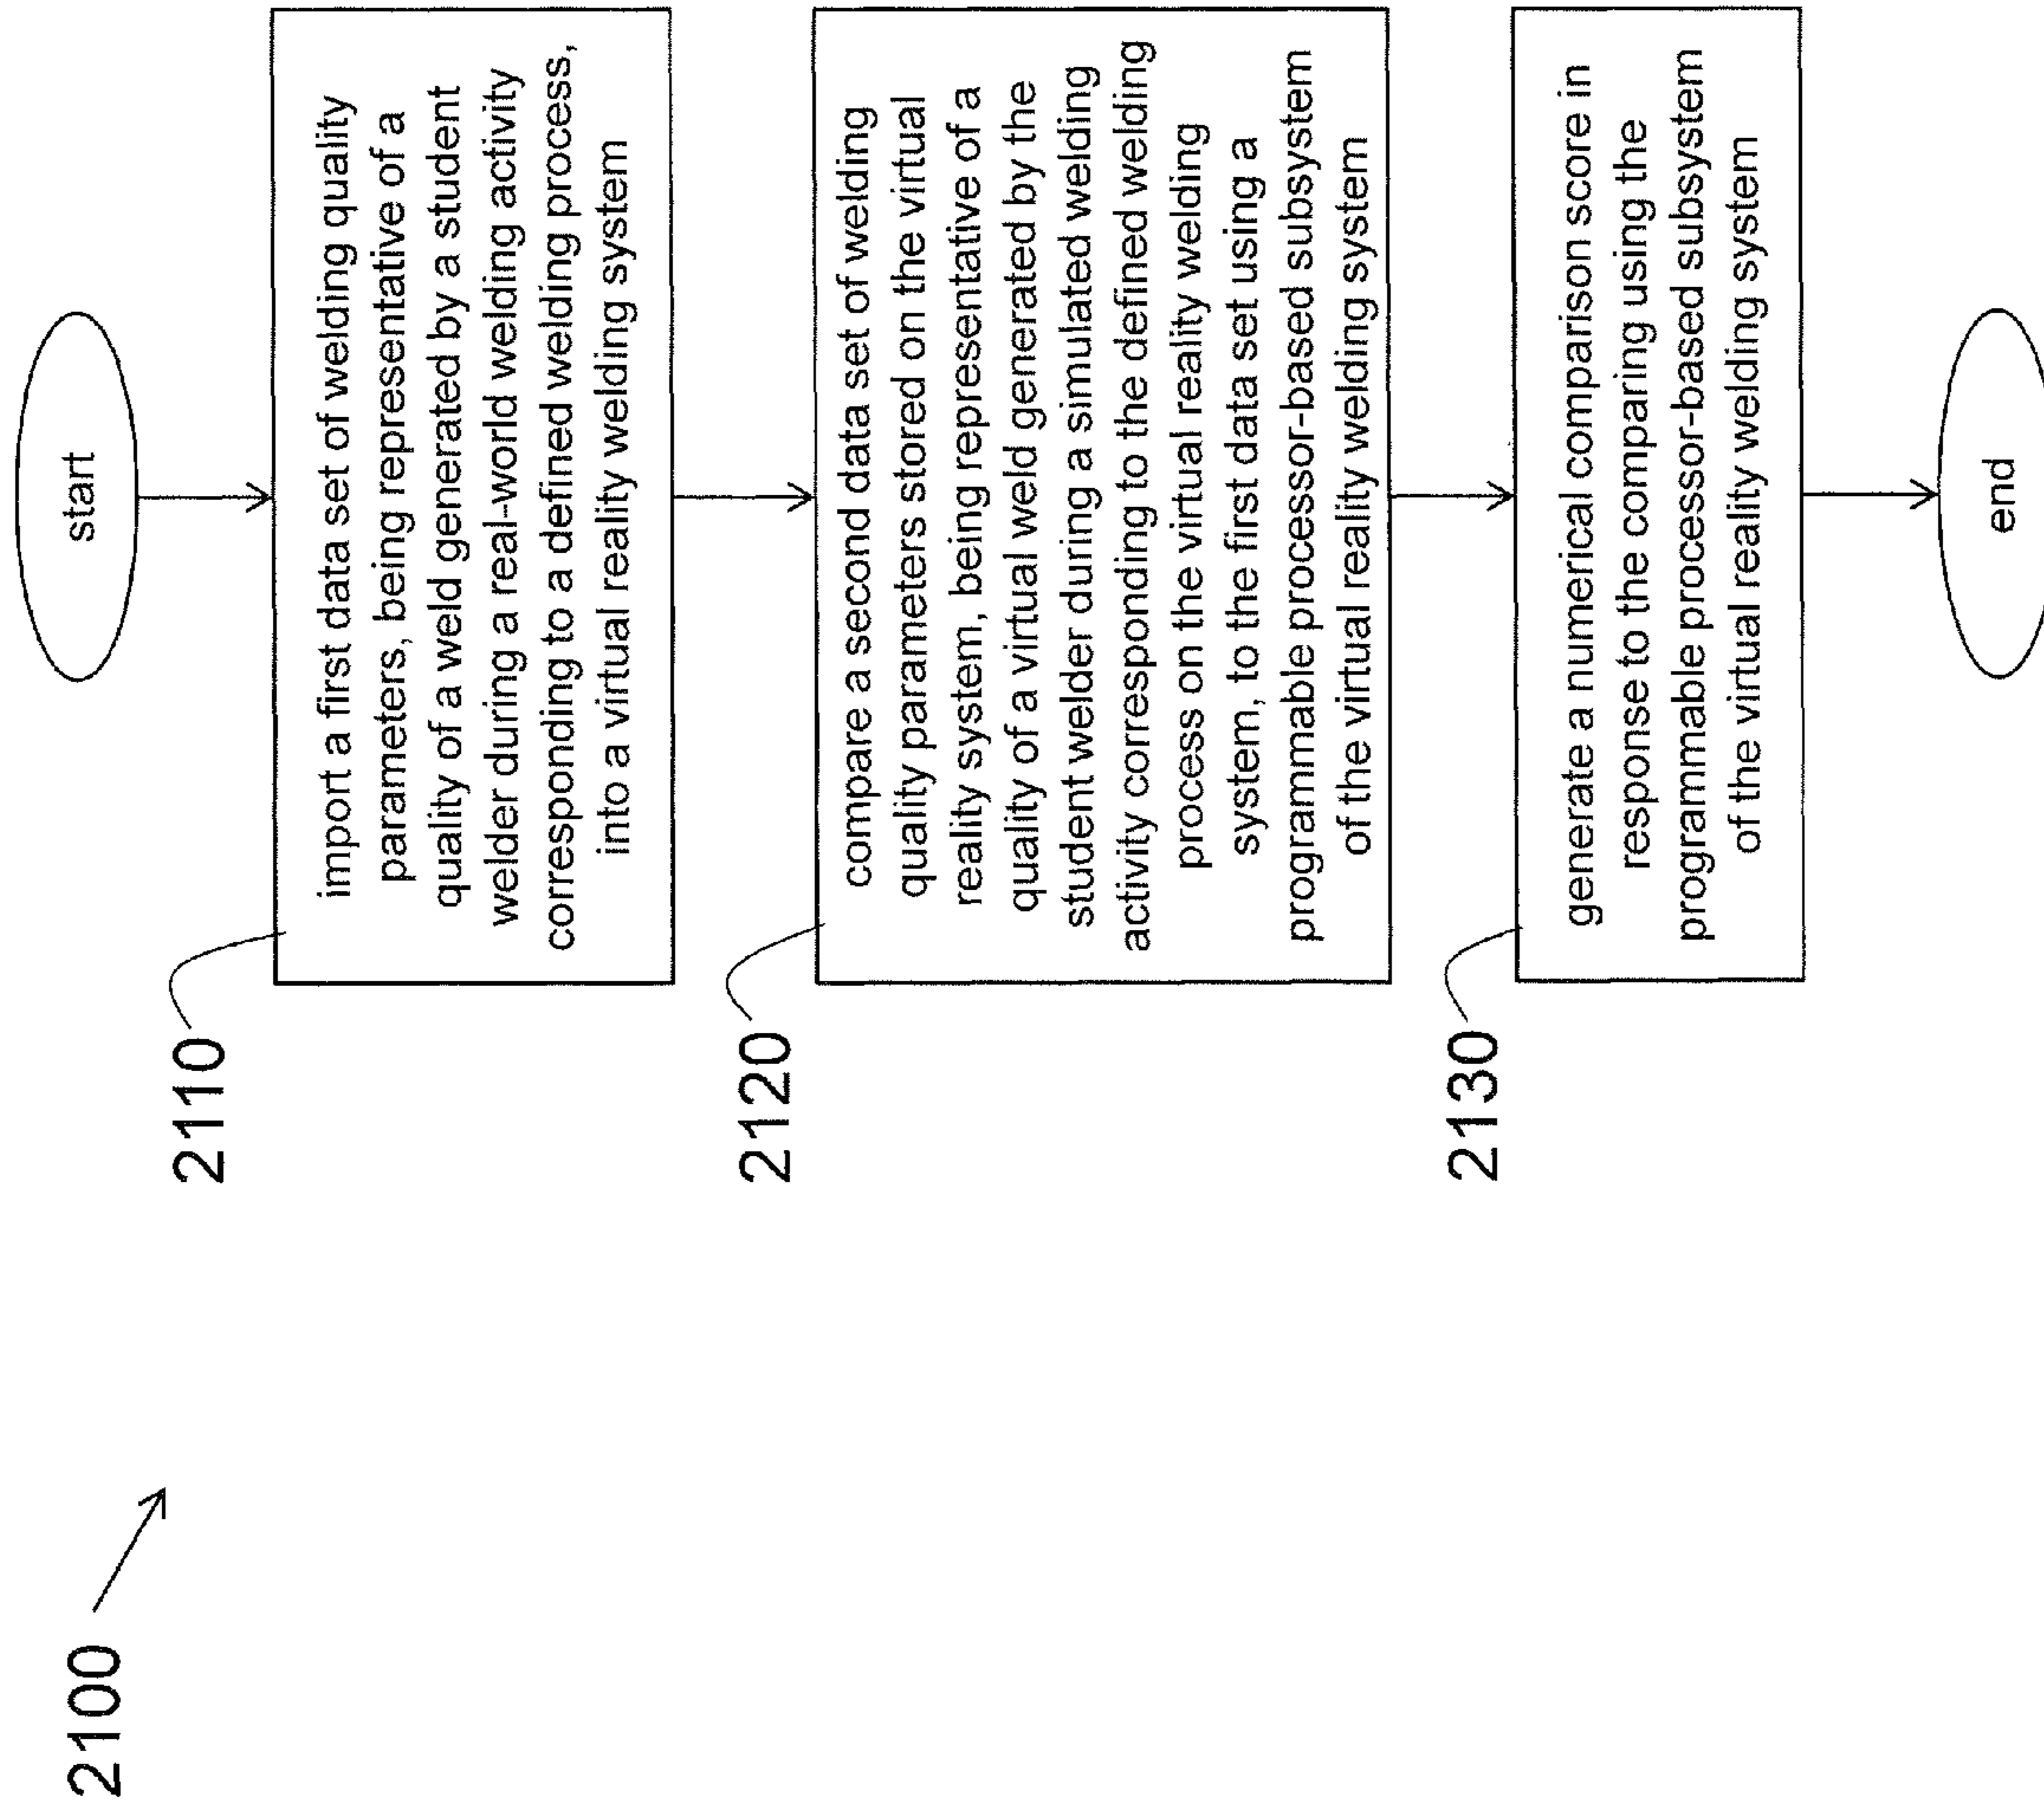 2100
start
2110
import a first data set of welding quality
parameters, being representative of a
quality of a weld generated by a student
welder during a real-world welding activity
corresponding to a defined welding process,
into a virtual reality welding system
2120
compare a second data set of welding
quality parameters stored on the virtual
reality system, being representative of a
quality of a virtual weld generated by the
student welder during a simulated welding
activity corresponding to the defined welding
process on the virtual reality welding
system, to the first data set using a
programmable processor-based subsystem
of the virtual reality welding system
2130
generate a numerical comparison score in
response to the comparing using the
programmable processor-based subsystem
of the virtual reality welding system
end